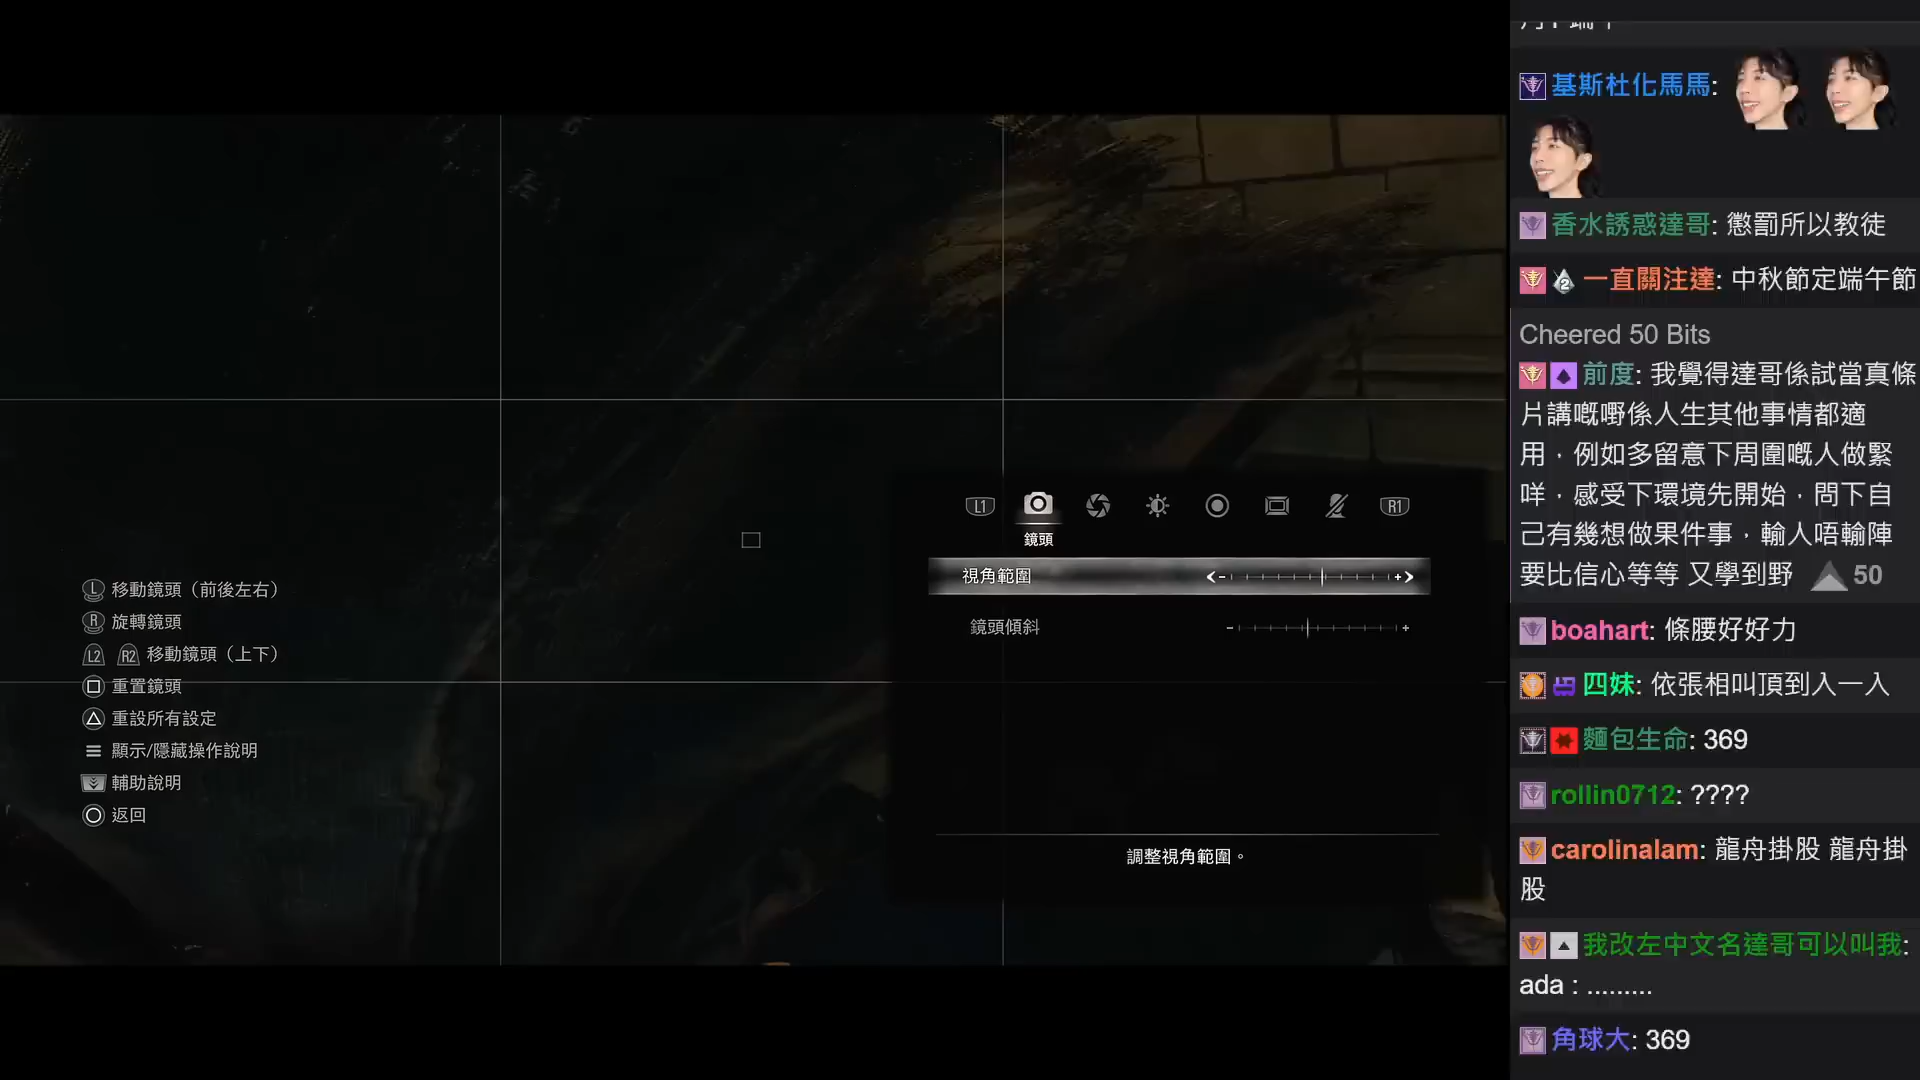 L 移動鏡頭（前後左右）
R 旋轉鏡頭
L2 R2 移動鏡頭（上下）
重置鏡頭
重設所有設定
顯示/隱藏操作說明
輔助說明
返回
L1 R1
鏡頭
視角範圍
鏡頭傾斜
調整視角範圍。
基斯杜化馬馬:
香水誘惑達哥: 懲罰所以教徒
2 一直關注達: 中秋節定端午節
Cheered 50 Bits
前度: 我覺得達哥係試當真條
片講嘅嘢係人生其他事情都適
用，例如多留意下周圍嘅人做緊
咩，感受下環境先開始，問下自
己有幾想做果件事，輸人唔輸陣
要比信心等等 又學到野 50
boahart: 條腰好好力
四妹: 依張相叫頂到入一入
麵包生命: 369
rollin0712: ????
carolinalam: 龍舟掛股 龍舟掛
股
我改左中文名達哥可以叫我:
ada : .........
角球大: 369